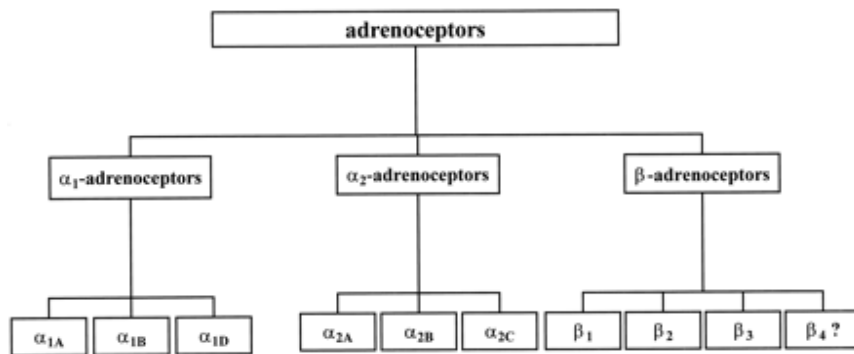 adrenoceptors
α₁-adrenoceptors
α₂-adrenoceptors
β-adrenoceptors
α₁A
α₁B
α₁D
α₂A
α₂B
α₂C
β₁
β₂
β₃
β₄ ?